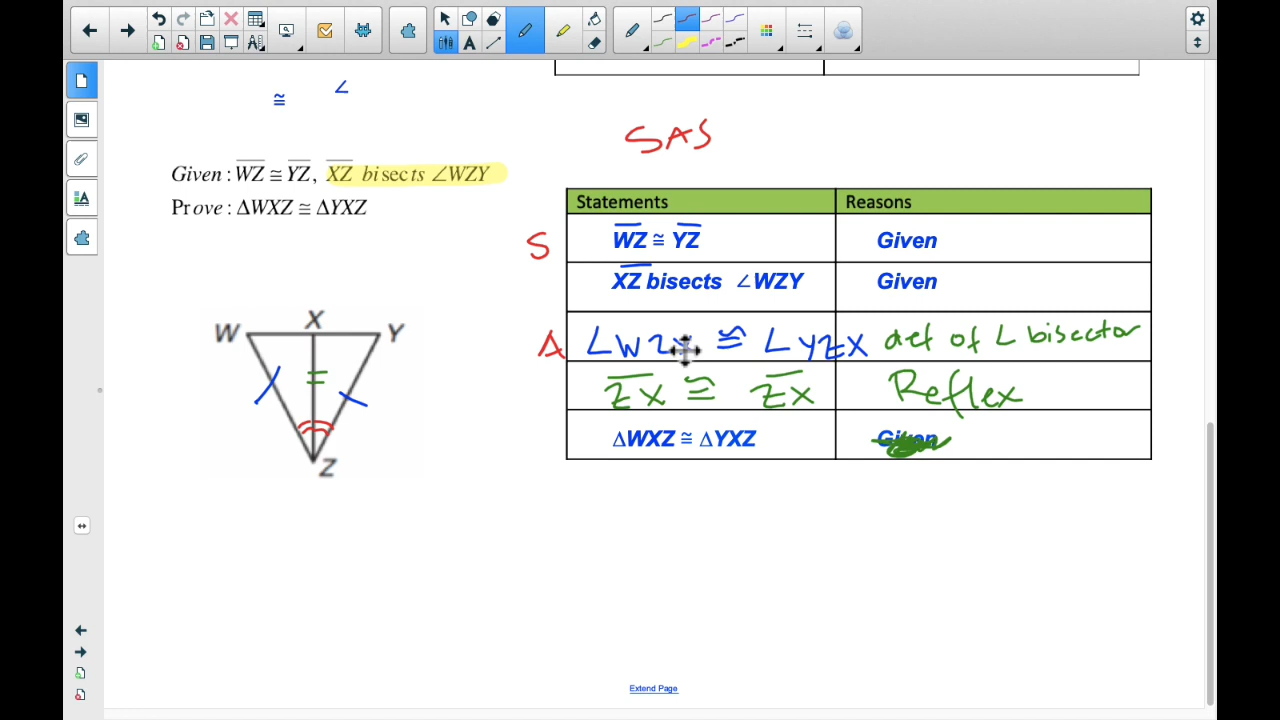 ≅ ∠
SAS
Given : WZ ≅ YZ, XZ bisects ∠WZY
Prove : ΔWXZ ≅ ΔYXZ
Statements Reasons
S WZ ≅ YZ Given
XZ bisects ∠WZY Given
A ∠WZX ≅ ∠YZX def of ∠ bisector
ZX ≅ ZX Reflex
ΔWXZ ≅ ΔYXZ Given
W X Y
Z
Extend Page